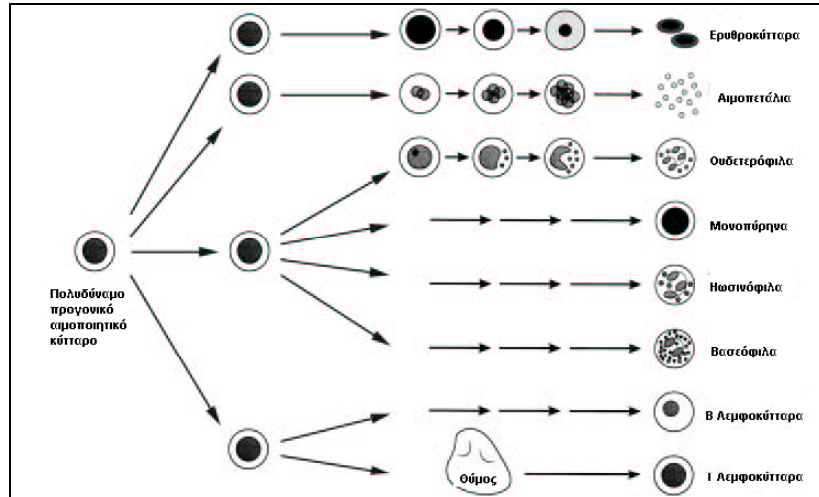 Ερυθροκύτταρα
Αιμοπετάλια
Ουδετερόφιλα
Μονοπύρηνα
Πολυδύναμο
προγονικό
αιμοποιητικό
κύτταρο
Ηωσινόφιλα
Βασεόφιλα
Β Λεμφοκύτταρα
Θύμος
Τ Λεμφοκύτταρα